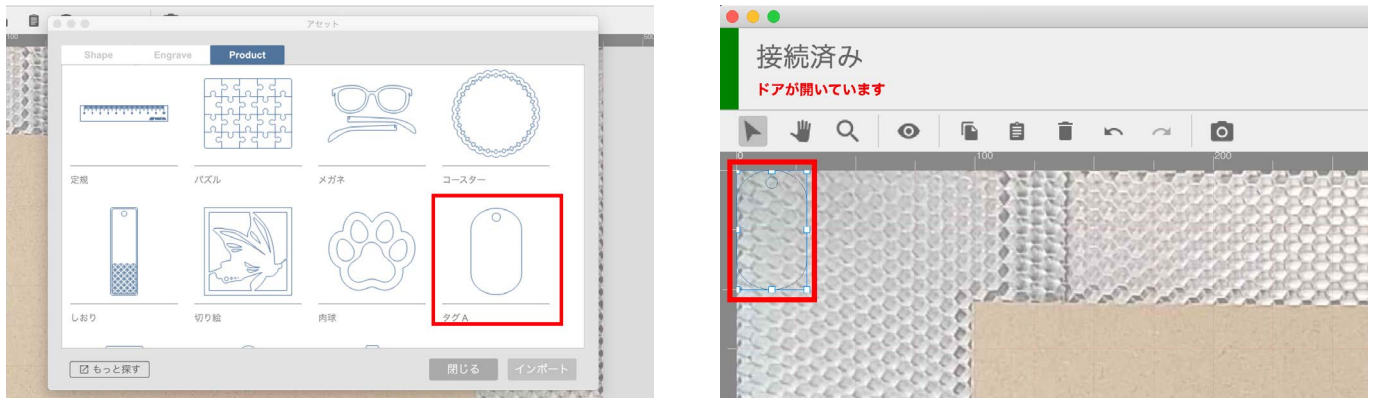 アセット
Shape Engrave Product
定規 パズル メガネ コースター
しおり 切り絵 肉球 タグA
もっと探す 閉じる インポート
接続済み
ドアが開いています
0 100 200